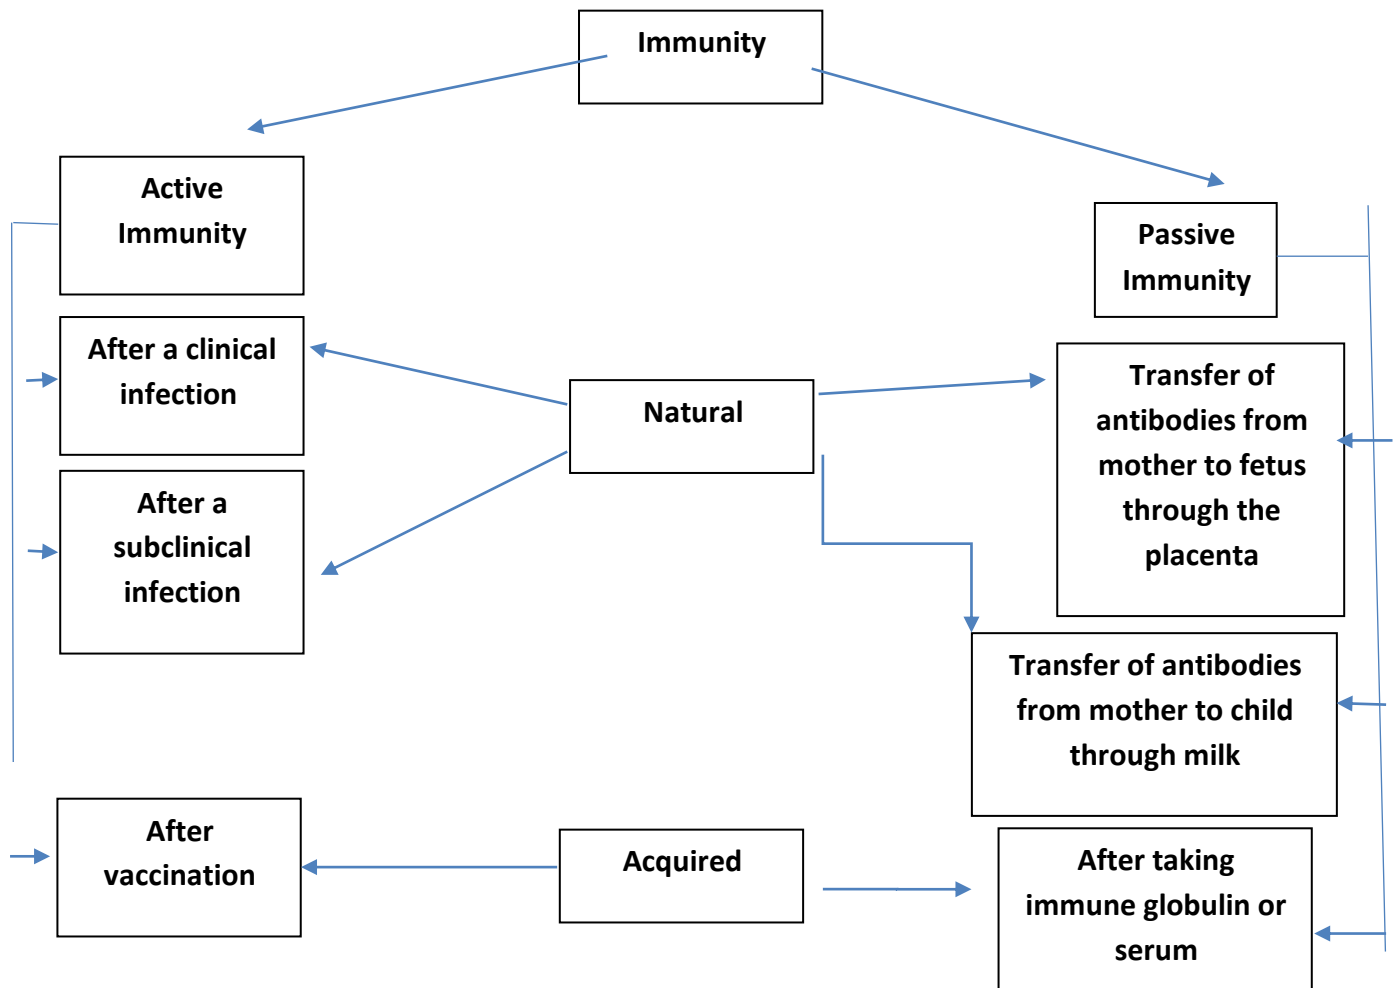 Immunity
Active
Immunity
Passive
Immunity
After a clinical
infection
Natural
Transfer of
antibodies from
mother to fetus
through the
placenta
After a
subclinical
infection
Transfer of antibodies
from mother to child
through milk
After
vaccination
Acquired
After taking
immune globulin or
serum